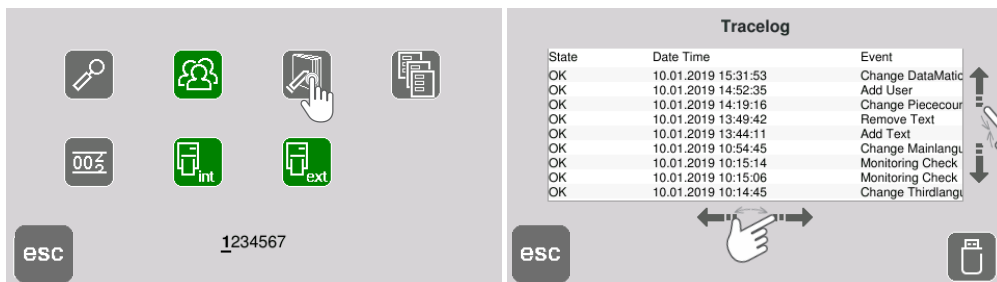 005
int
ext
1234567
esc
Tracelog
State Date Time Event
OK 10.01.2019 15:31:53 Change DataMatic
OK 10.01.2019 14:52:35 Add User
OK 10.01.2019 14:19:16 Change Piececour
OK 10.01.2019 13:49:42 Remove Text
OK 10.01.2019 13:44:11 Add Text
OK 10.01.2019 10:54:45 Change Mainlangu
OK 10.01.2019 10:15:14 Monitoring Check
OK 10.01.2019 10:15:06 Monitoring Check
OK 10.01.2019 10:14:45 Change Thirdlangu
esc